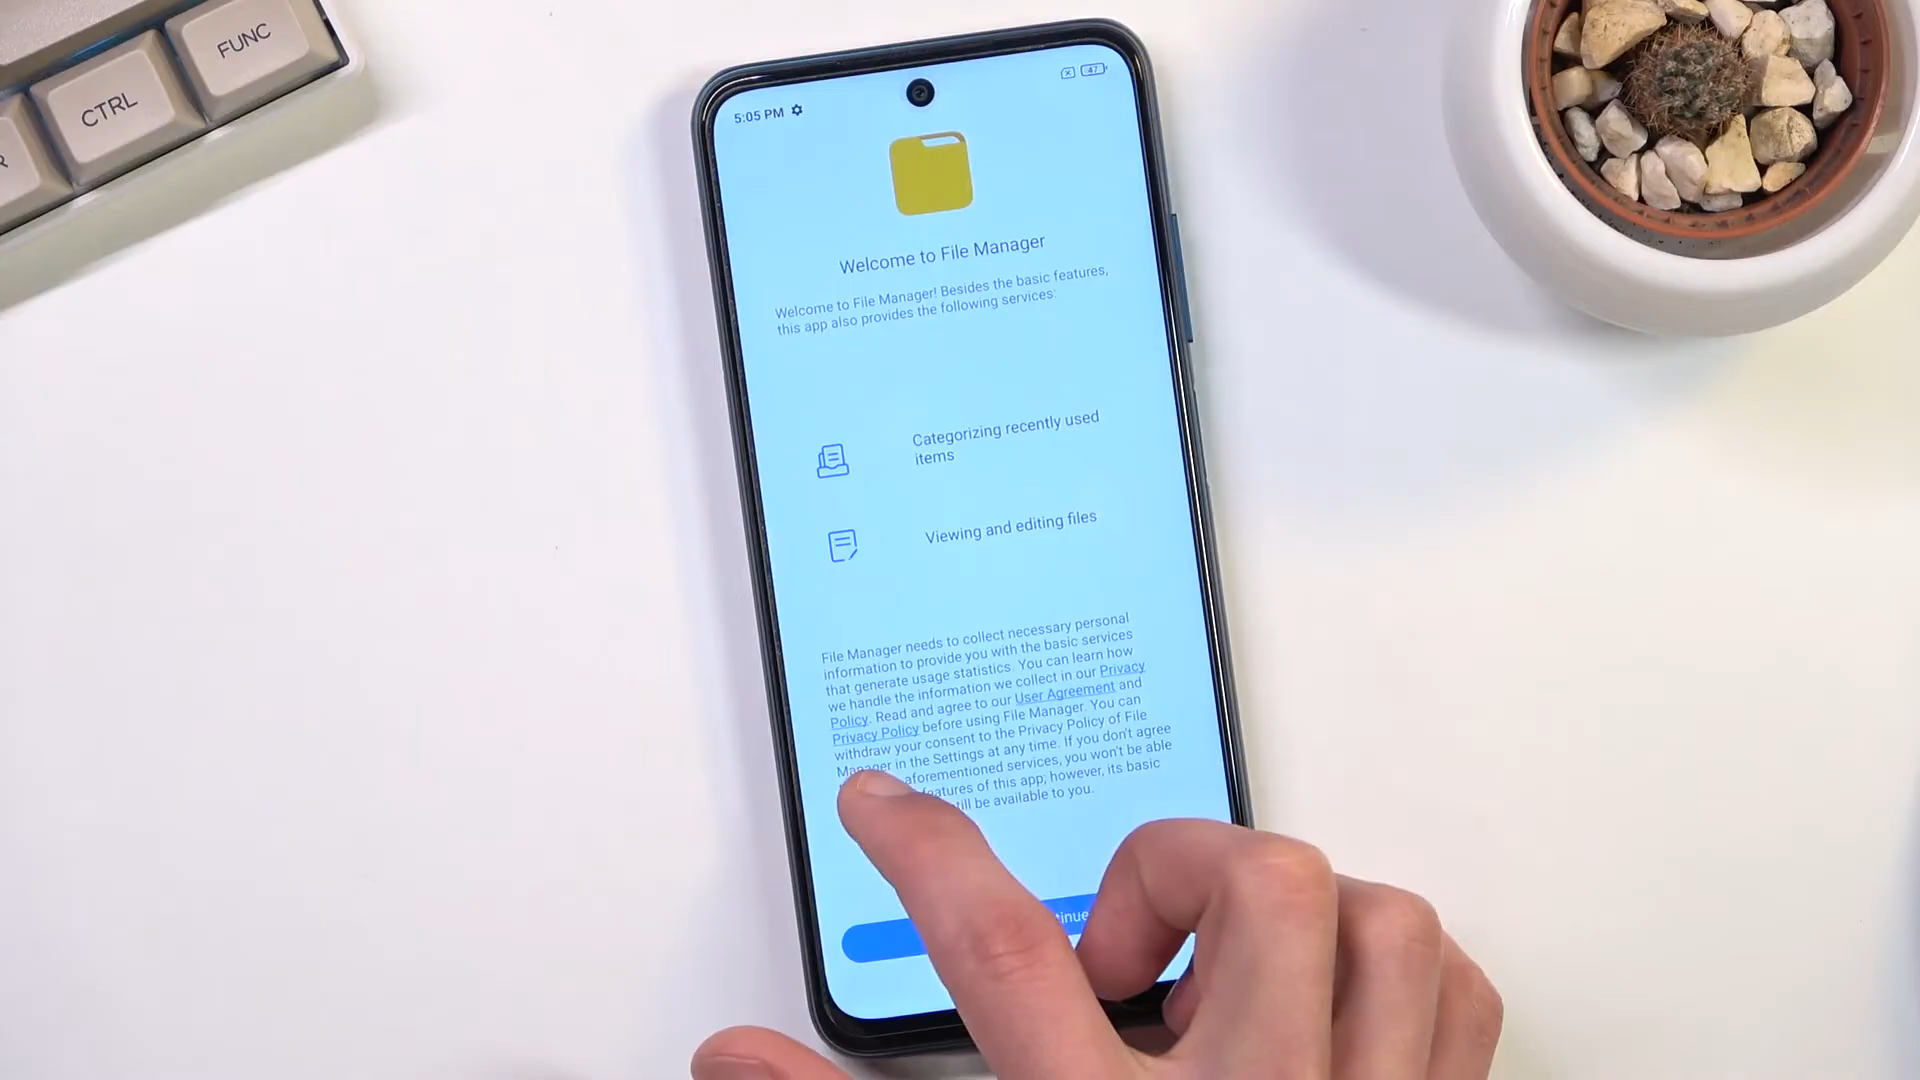 FUNC
CTRL
R
5:05 PM
47
Welcome to File Manager
Welcome to File Manager! Besides the basic features,
this app also provides the following services:
Categorizing recently used
items
Viewing and editing files
File Manager needs to collect necessary personal
information to provide you with the basic services
that generate usage statistics. You can learn how
we handle the information we collect in our Privacy
Policy. Read and agree to our User Agreement and
Privacy Policy before using File Manager. You can
withdraw your consent to the Privacy Policy of File
Manager in the Settings at any time. If you don't agree
aforementioned services, you won't be able
features of this app; however, its basic
still be available to you.
tinue